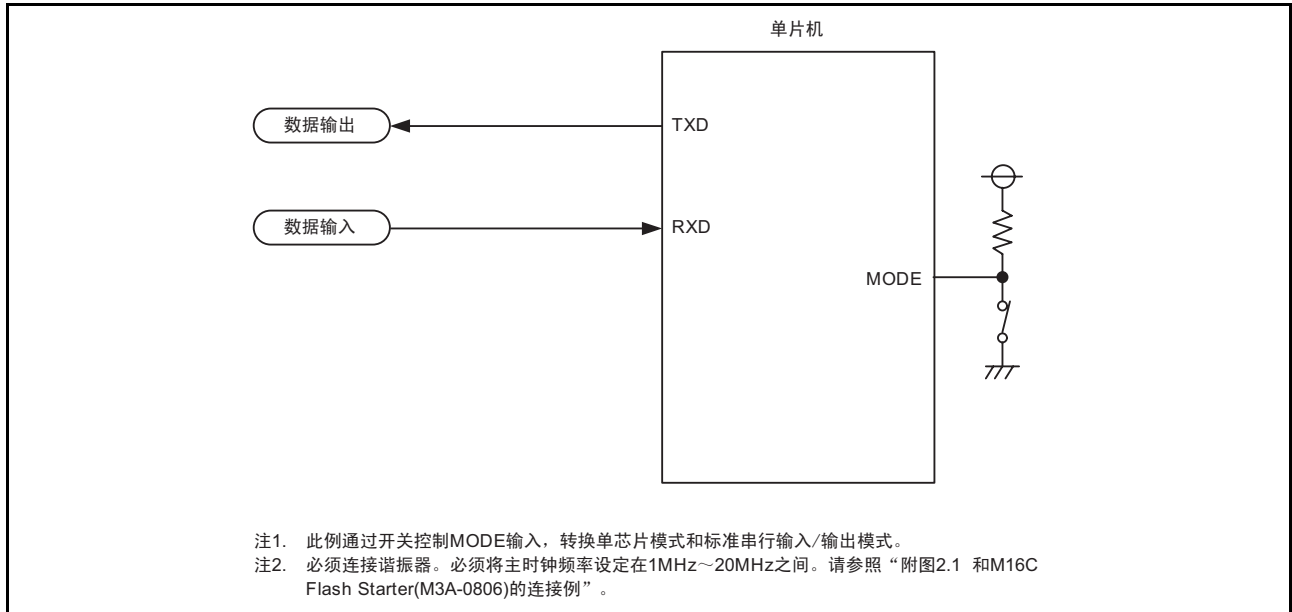 单片机
数据输出
TXD
数据输入
RXD
MODE
注1. 此例通过开关控制MODE输入，转换单芯片模式和标准串行输入/输出模式。
注2. 必须连接谐振器。必须将主时钟频率设定在1MHz～20MHz之间。请参照“附图2.1 和M16C
Flash Starter(M3A-0806)的连接例”。